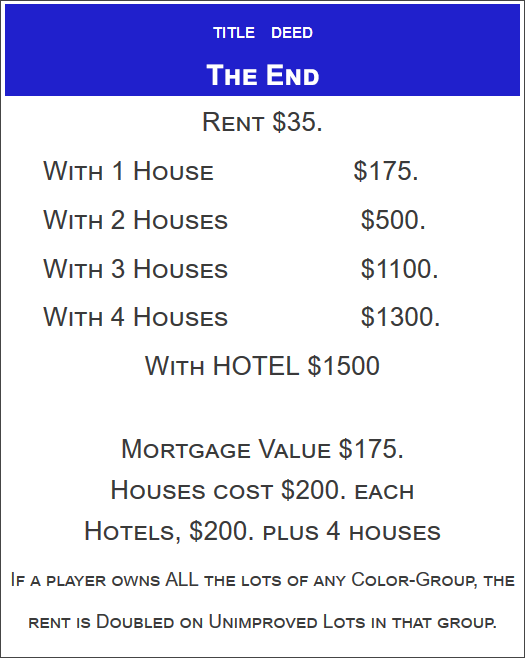 TITLE DEED
The End
Rent $35.
With 1 House $175.
With 2 Houses $500.
With 3 Houses $1100.
With 4 Houses $1300.
With HOTEL $1500
Mortgage Value $175.
Houses cost $200. each
Hotels, $200. plus 4 houses
If a player owns ALL the lots of any Color-Group, the
rent is Doubled on Unimproved Lots in that group.